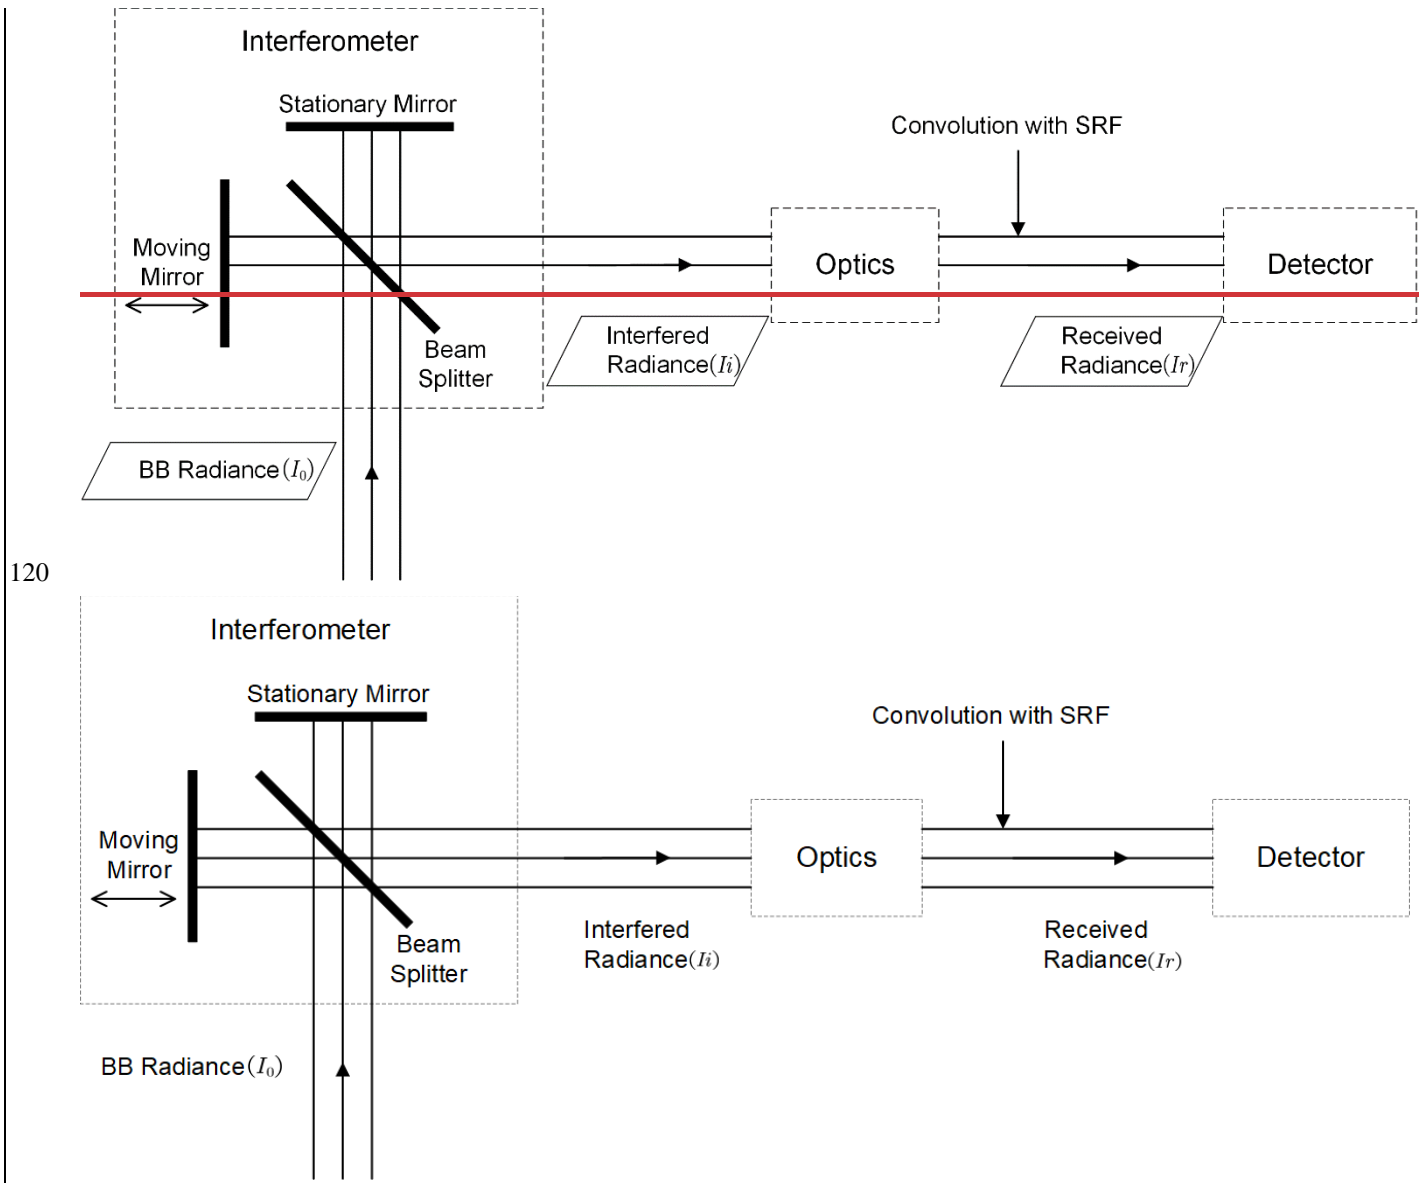 Interferometer
Stationary Mirror
Convolution with SRF
Moving
Mirror
Optics
Detector
Beam
Splitter
Interfered
Radiance(Ii)
Received
Radiance(Ir)
BB Radiance(I₀)
120
Interferometer
Stationary Mirror
Convolution with SRF
Moving
Mirror
Optics
Detector
Beam
Splitter
Interfered
Radiance(Ii)
Received
Radiance(Ir)
BB Radiance(I₀)